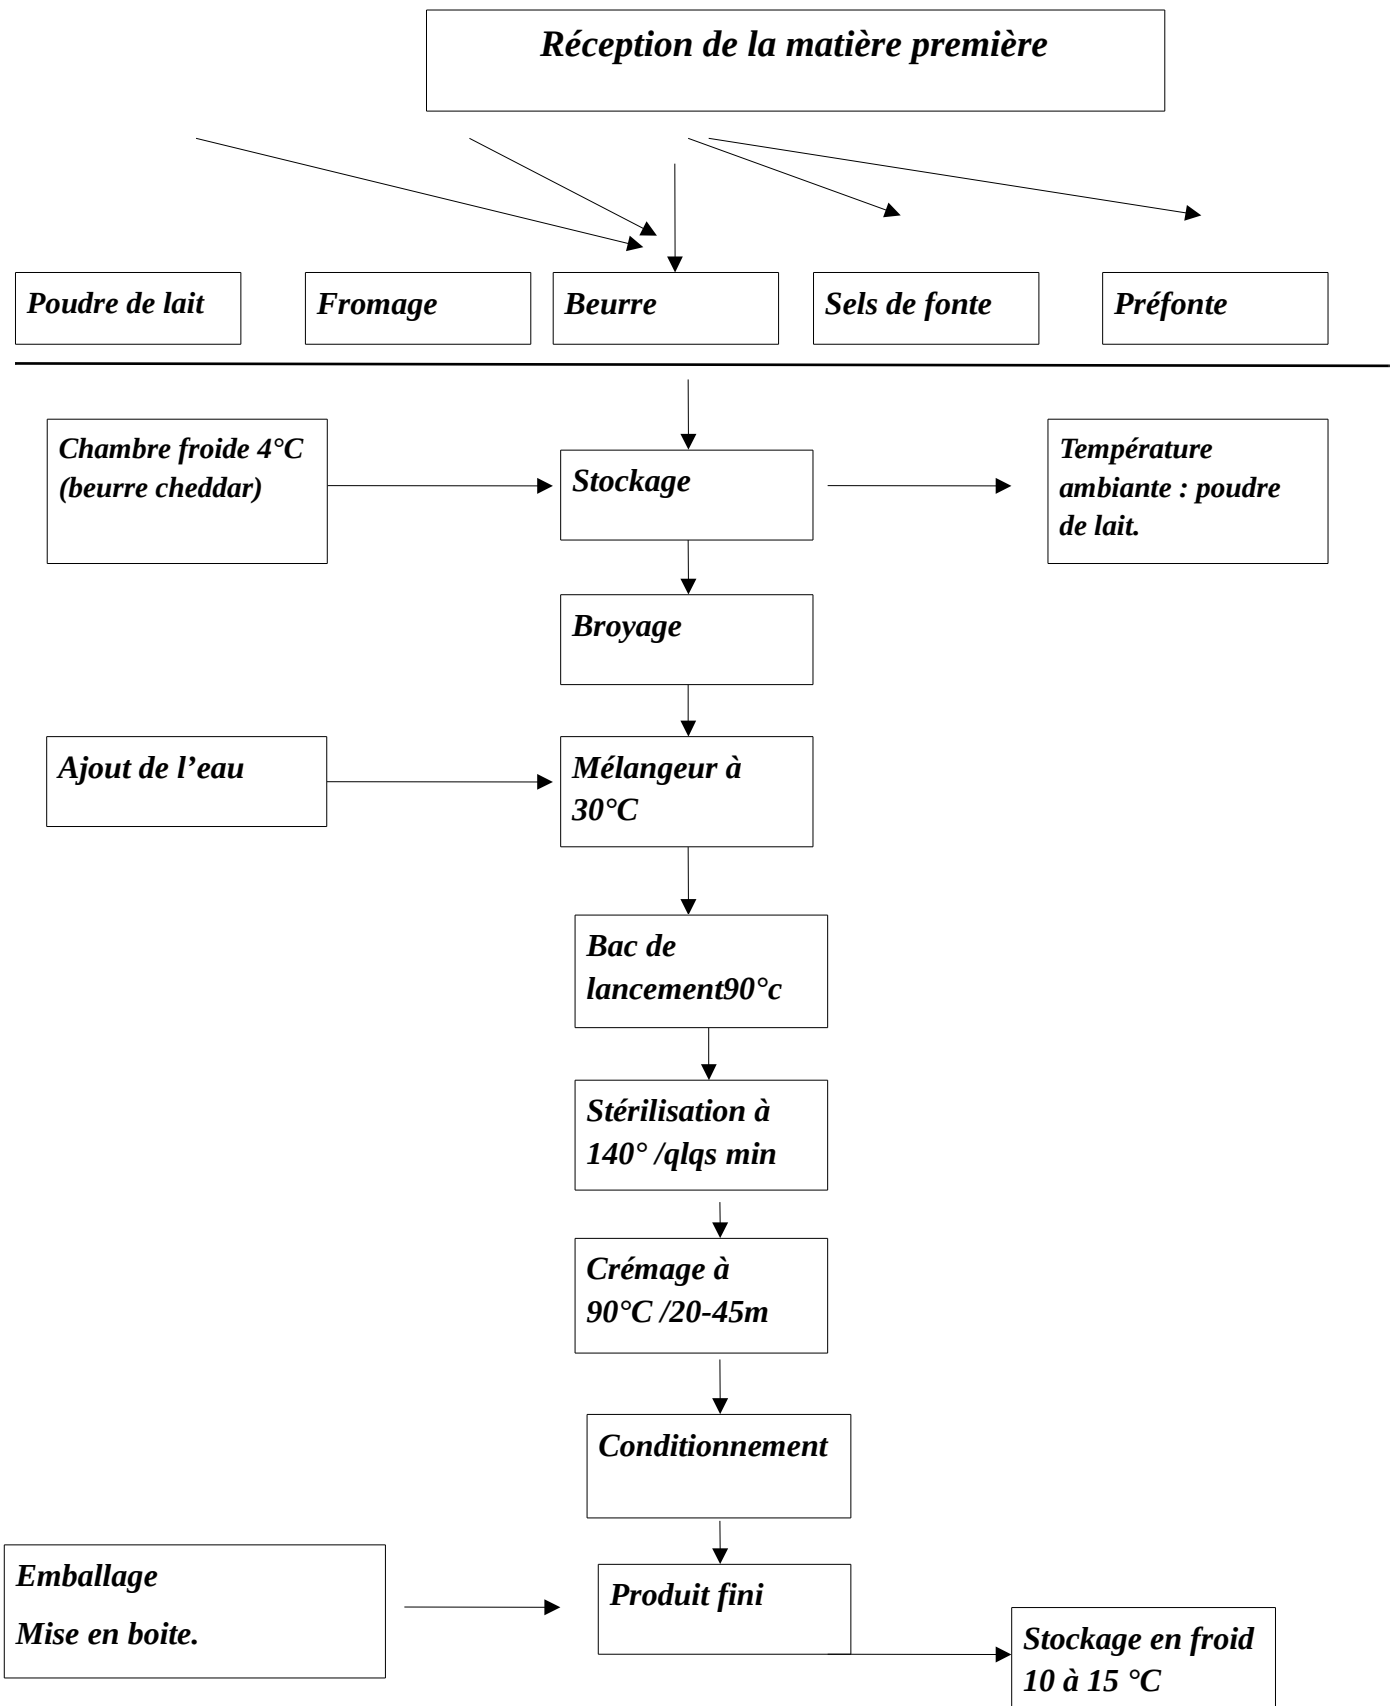 Réception de la matière première
Poudre de lait
Fromage
Beurre
Sels de fonte
Préfonte
Chambre froide 4°C
(beurre cheddar)
Stockage
Température
ambiante : poudre
de lait.
Broyage
Ajout de l’eau
Mélangeur à
30°C
Bac de
lancement90°c
Stérilisation à
140° /qlqs min
Crémage à
90°C /20-45m
Conditionnement
Emballage
Mise en boite.
Produit fini
Stockage en froid
10 à 15 °C